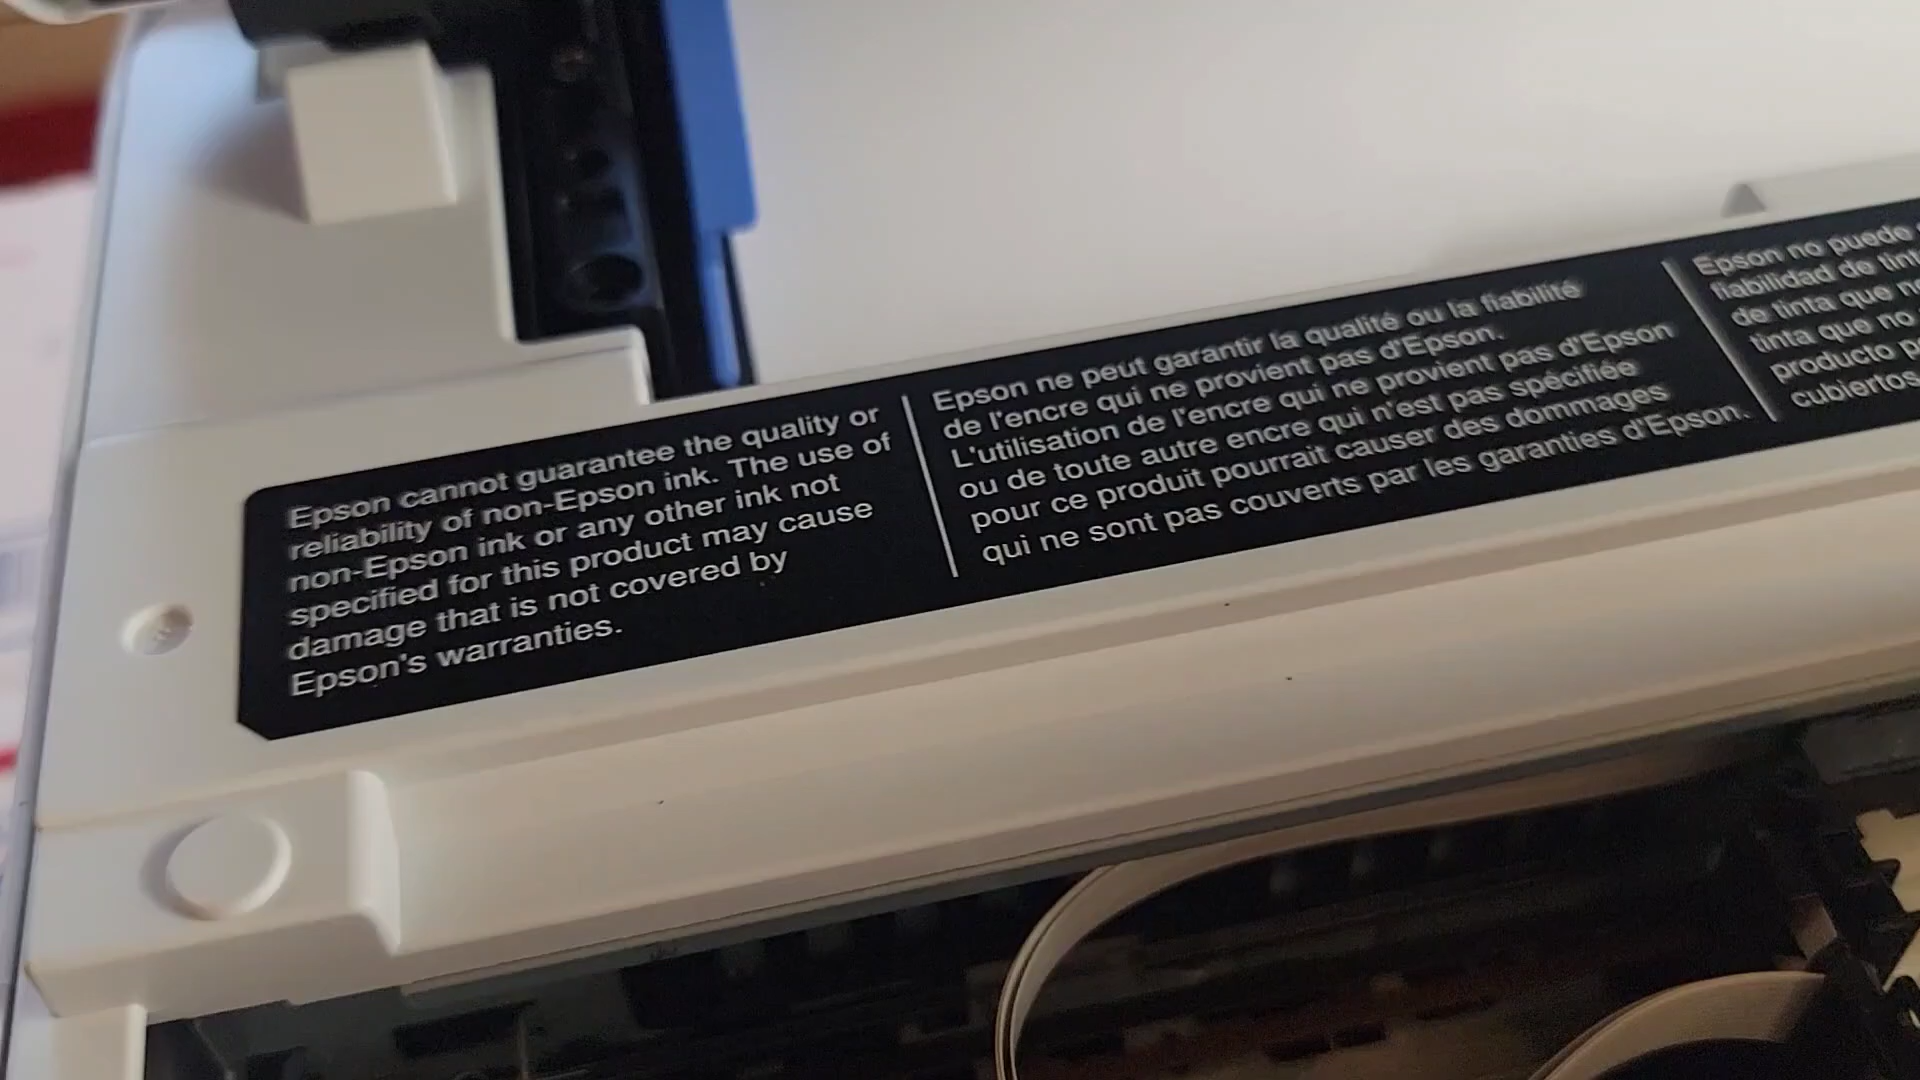 Epson cannot guarantee the quality or
reliability of non-Epson ink. The use of
non-Epson ink or any other ink not
specified for this product may cause
damage that is not covered by
Epson's warranties.
Epson ne peut garantir la qualité ou la fiabilité
de l'encre qui ne provient pas d'Epson.
L'utilisation de l'encre qui ne provient pas d'Epson
ou de toute autre encre qui n'est pas spécifiée
pour ce produit pourrait causer des dommages
qui ne sont pas couverts par les garanties d'Epson.
Epson no puede
fiabilidad de
de tinta que
tinta que no
producto
cubiertos